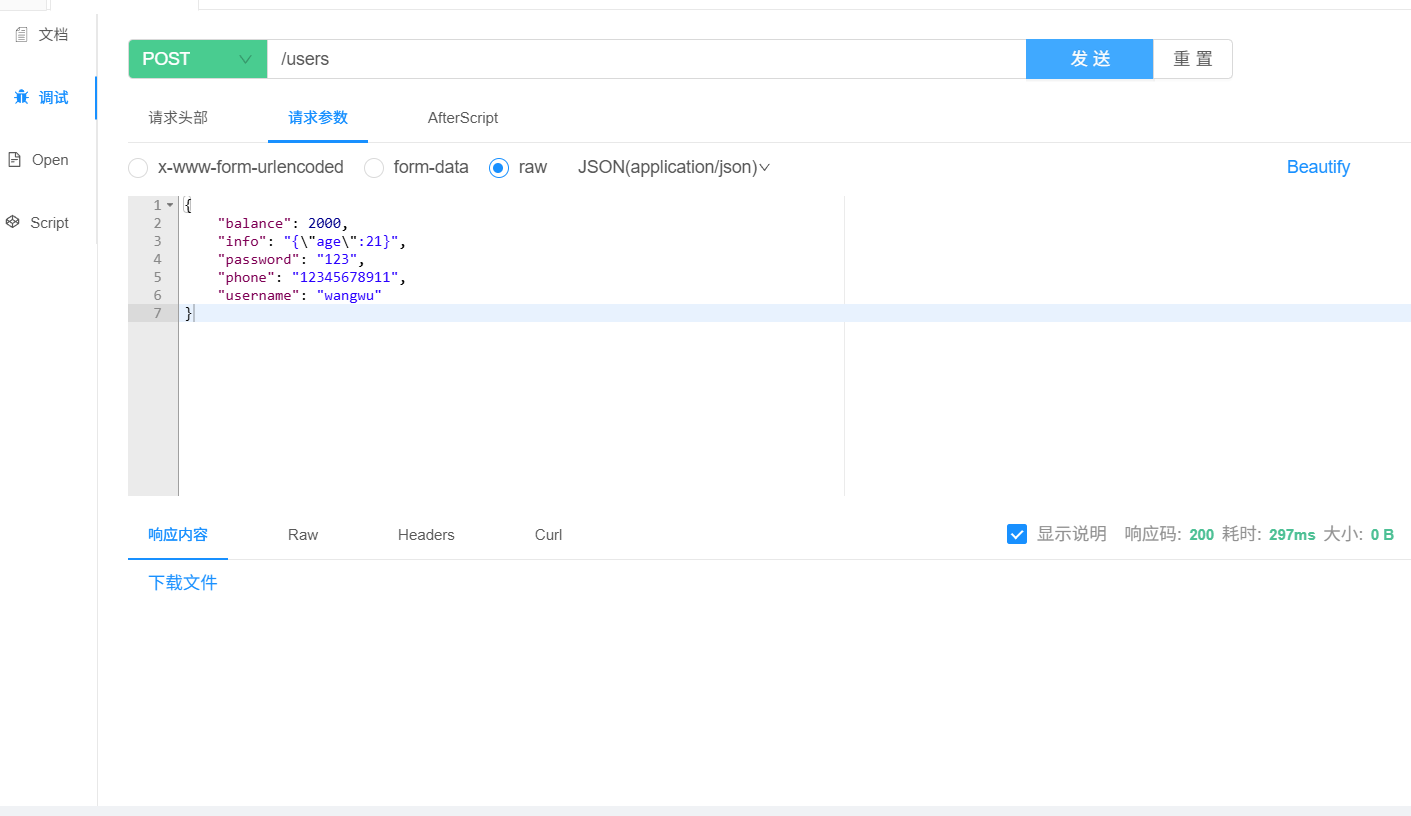 文档
调试
Open
Script
POST /users 发 送 重 置
请求头部 请求参数 AfterScript
x-www-form-urlencoded form-data raw JSON(application/json) Beautify
1 {
2 "balance": 2000,
3 "info": "{\"age\":21}",
4 "password": "123",
5 "phone": "12345678911",
6 "username": "wangwu"
7 }
响应内容 Raw Headers Curl 显示说明 响应码: 200 耗时: 297ms 大小: 0 B
下载文件